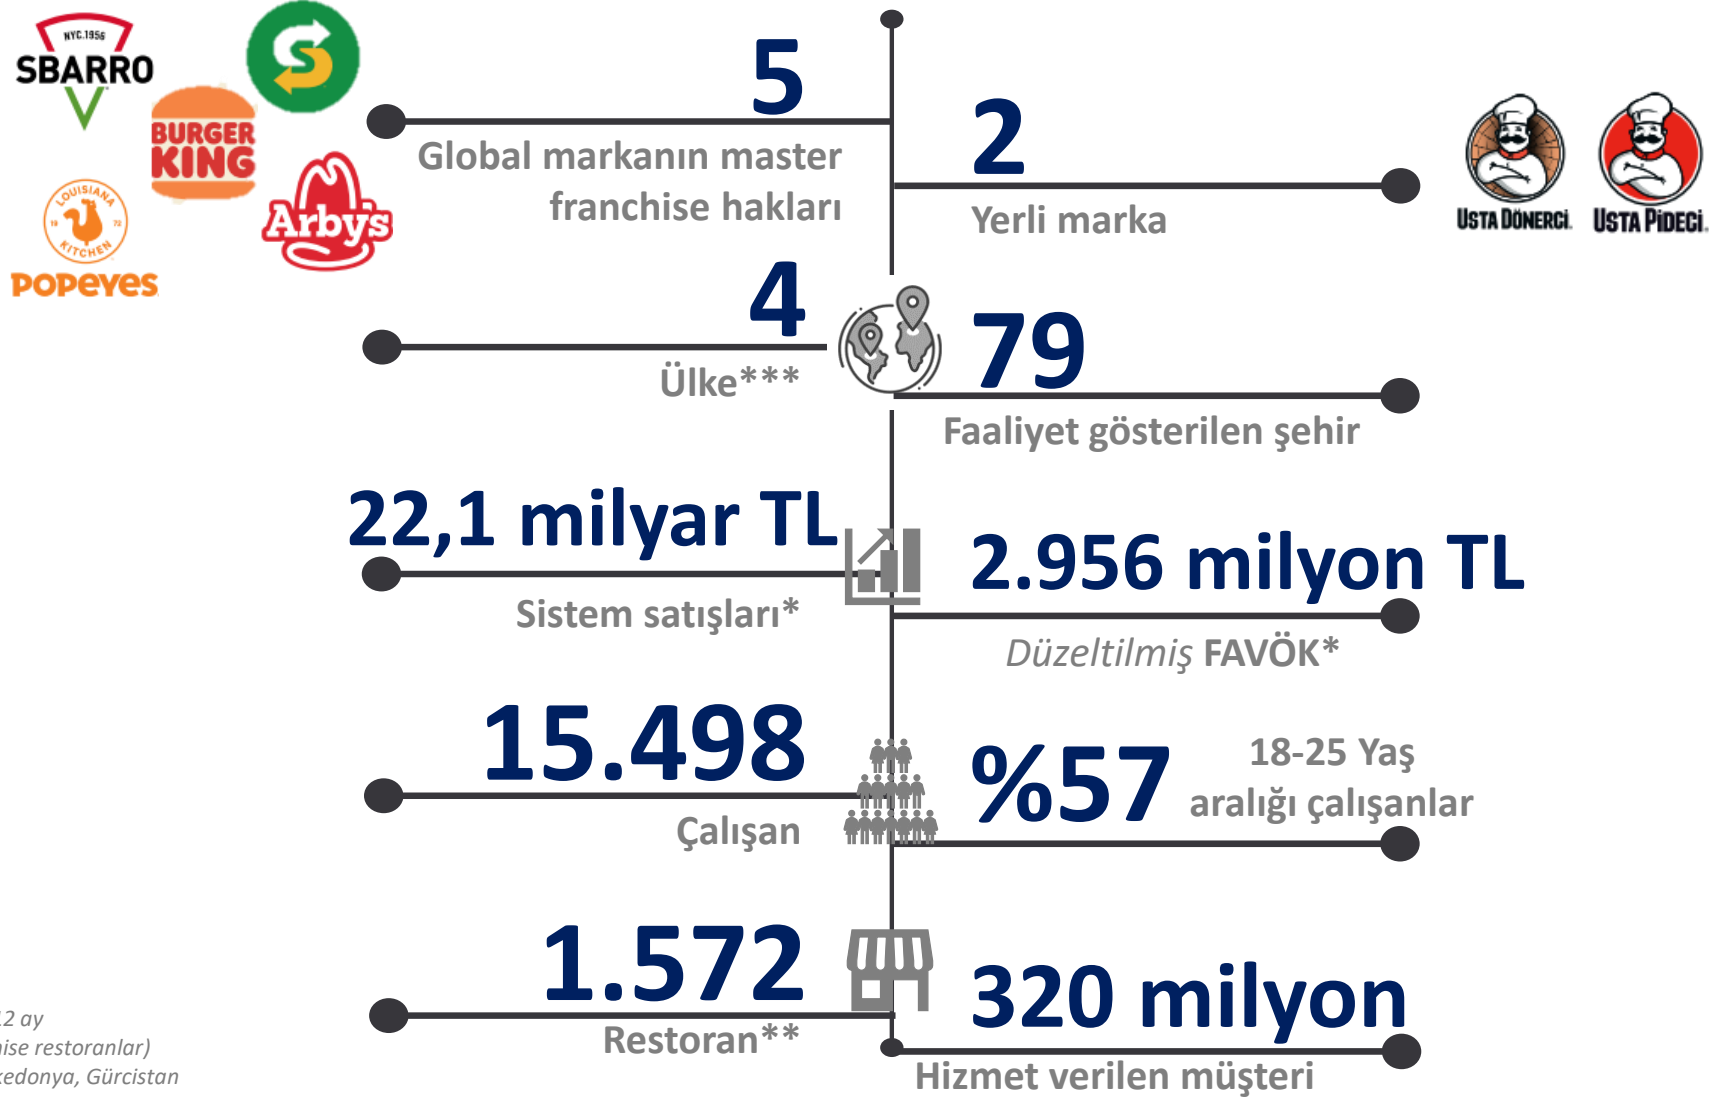 NYC.1956
SBARRO
BURGER
KING
LOUISIANA
19 72
KITCHEN
POPEYES
Arby's
5
Global markanın master
franchise hakları
2
Yerli marka
USTA DÖNERCİ
USTA PİDECİ
4
Ülke***
79
Faaliyet gösterilen şehir
22,1 milyar TL
Sistem satışları*
2.956 milyon TL
Düzeltilmiş FAVÖK*
15.498
Çalışan
%57
18-25 Yaş
aralığı çalışanlar
1.572
Restoran**
320 milyon
Hizmet verilen müşteri
ay
restoranlar)
Gürcistan